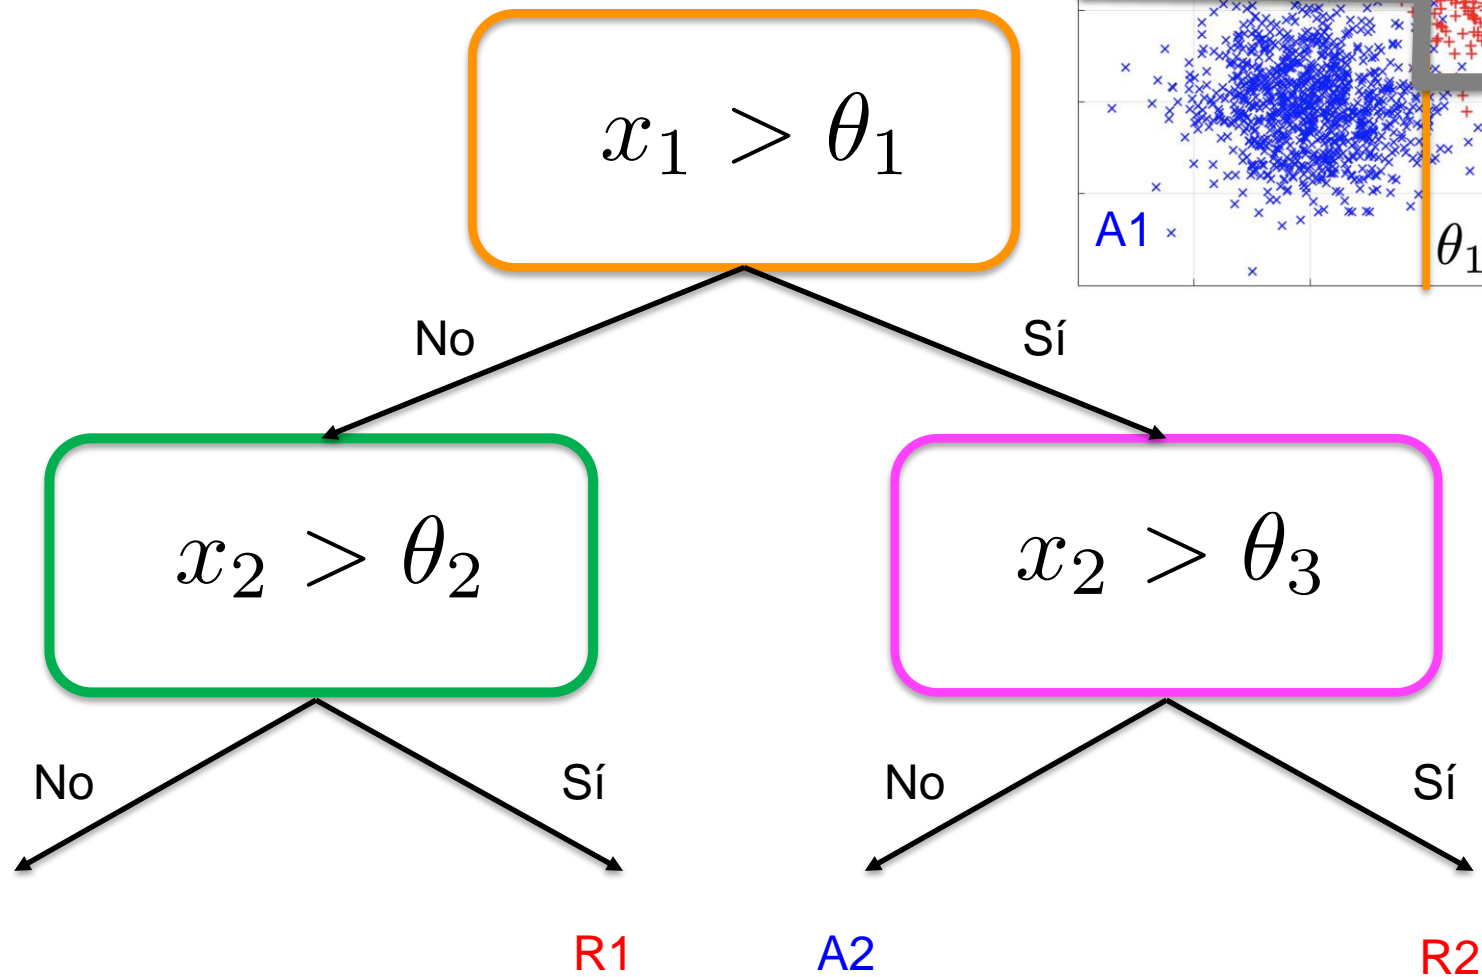 x₁ > θ₁
A1
θ₁
No
Sí
x₂ > θ₂
x₂ > θ₃
No
Sí
No
Sí
R1
A2
R2